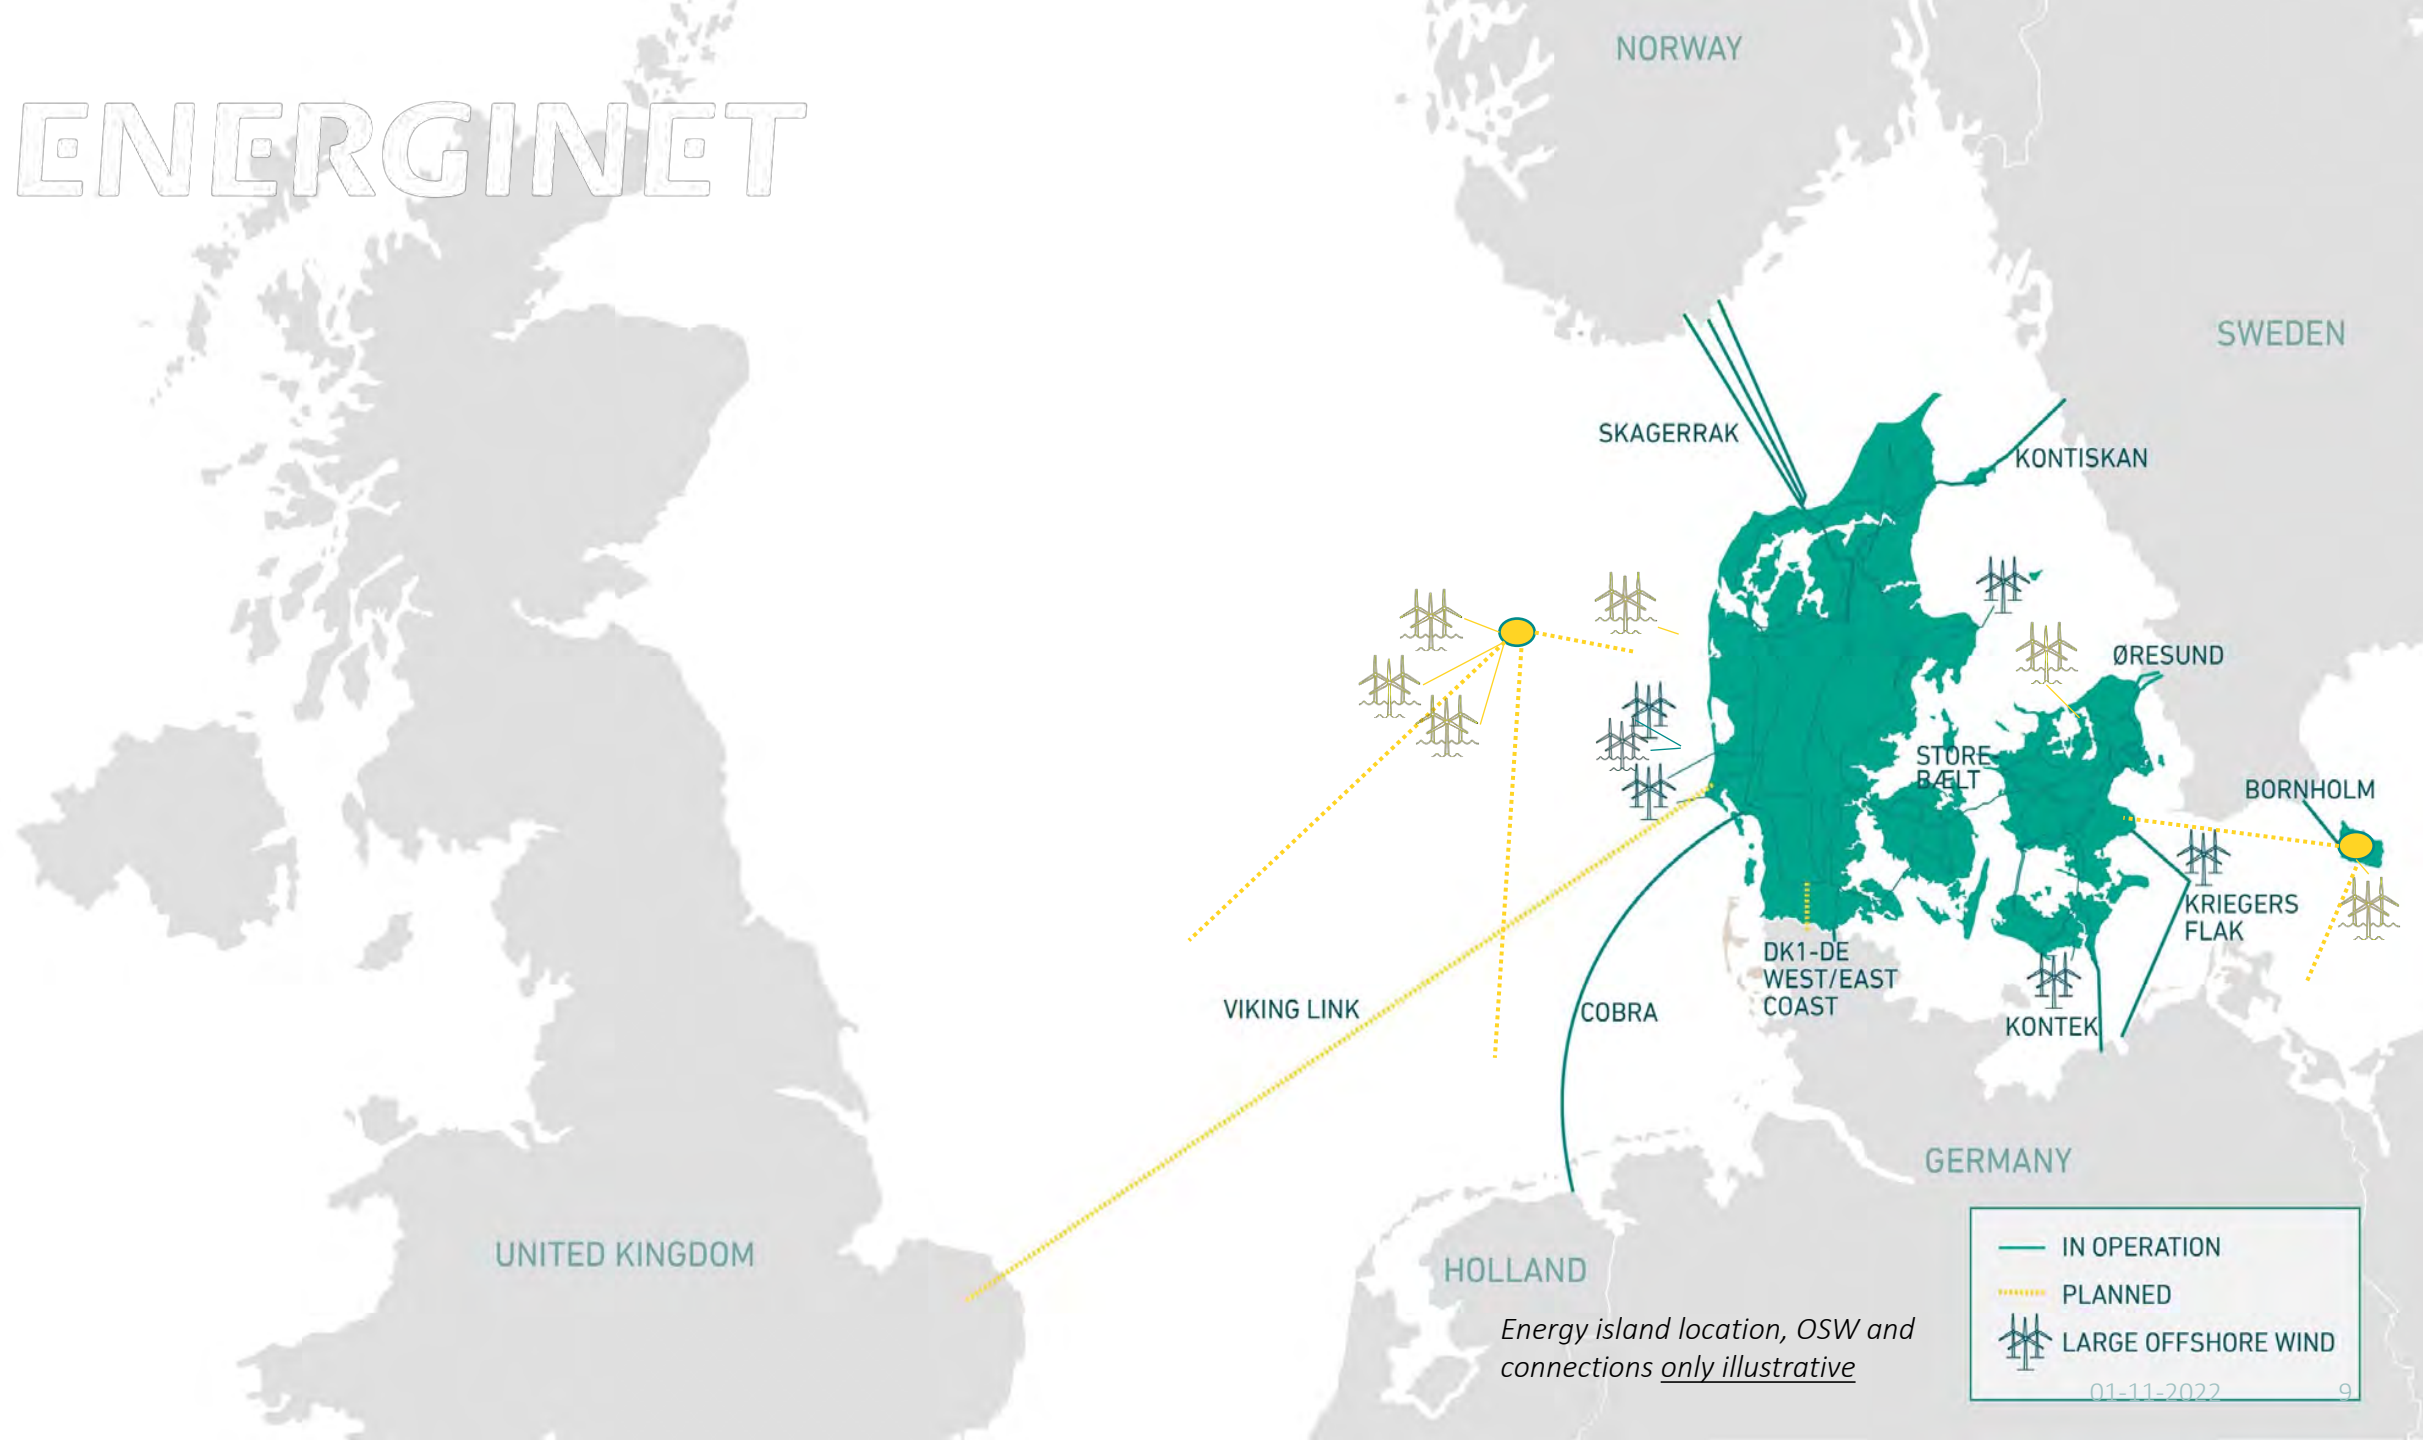 ENERGINET
NORWAY
SWEDEN
SKAGERRAK
KONTISKAN
ØRESUND
STORE-
BÆLT
BORNHOLM
KRIEGERS
FLAK
DK1-DE
WEST/EAST
COAST
VIKING LINK
COBRA
KONTEK
GERMANY
UNITED KINGDOM
HOLLAND
Energy island location, OSW and
connections only illustrative
IN OPERATION
PLANNED
LARGE OFFSHORE WIND
01-11-2022
9